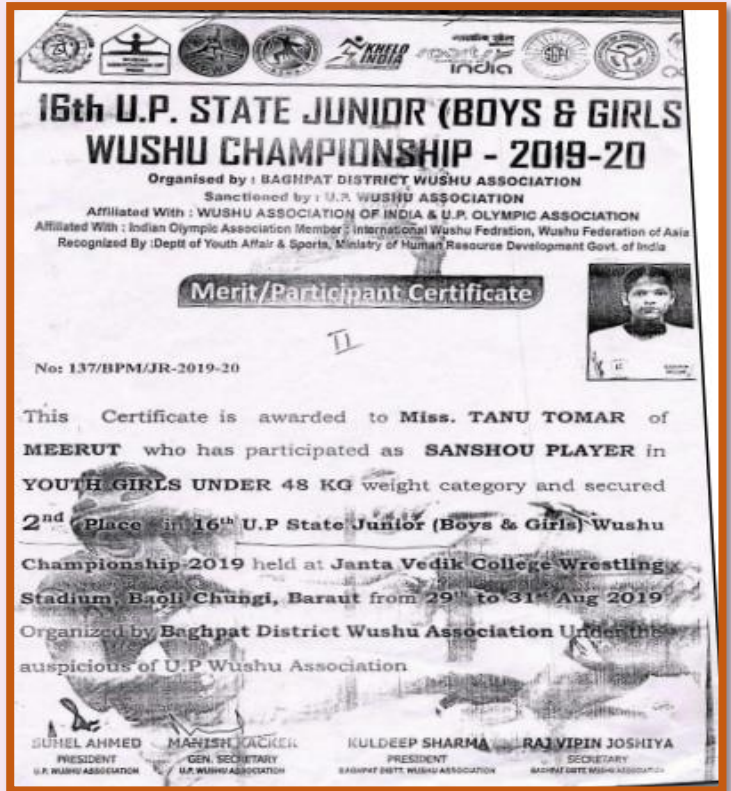 KHELO
INDIA
india
SGFI
16th U.P. STATE JUNIOR (BOYS & GIRLS
WUSHU CHAMPIONSHIP - 2019-20
Organised by : BAGHPAT DISTRICT WUSHU ASSOCIATION
Sanctioned by : U.P. WUSHU ASSOCIATION
Affiliated With : WUSHU ASSOCIATION OF INDIA & U.P. OLYMPIC ASSOCIATION
Affiliated With : Indian Olympic Association Member : International Wushu Fedration, Wushu Federation of Asia
Recognized By :Deptt of Youth Affair & Sports, Ministry of Human Resource Development Govt. of India
Merit/Participant Certificate
II
No: 137/BPM/JR-2019-20
This Certificate is awarded to Miss. TANU TOMAR of
MEERUT who has participated as SANSHOU PLAYER in
YOUTH GIRLS UNDER 48 KG weight category and secured
2nd Place in 16th U.P State Junior (Boys & Girls) Wushu
Championship 2019 held at Janta Vedik College Wrestling
Stadium, Baoli Chungi, Baraut from 29th to 31st Aug 2019
Organized by Baghpat District Wushu Association Under the
auspicious of U.P Wushu Association
SUHEL AHMED MANISH KACKER KULDEEP SHARMA RAJ VIPIN JOSHIYA
PRESIDENT GEN. SECRETARY PRESIDENT SECRETARY
U.P. WUSHU ASSOCIATION U.P. WUSHU ASSOCIATION BAGHPAT DISTT. WUSHU ASSOCIATION BAGHPAT DISTT WUSHU ASSOCIATION